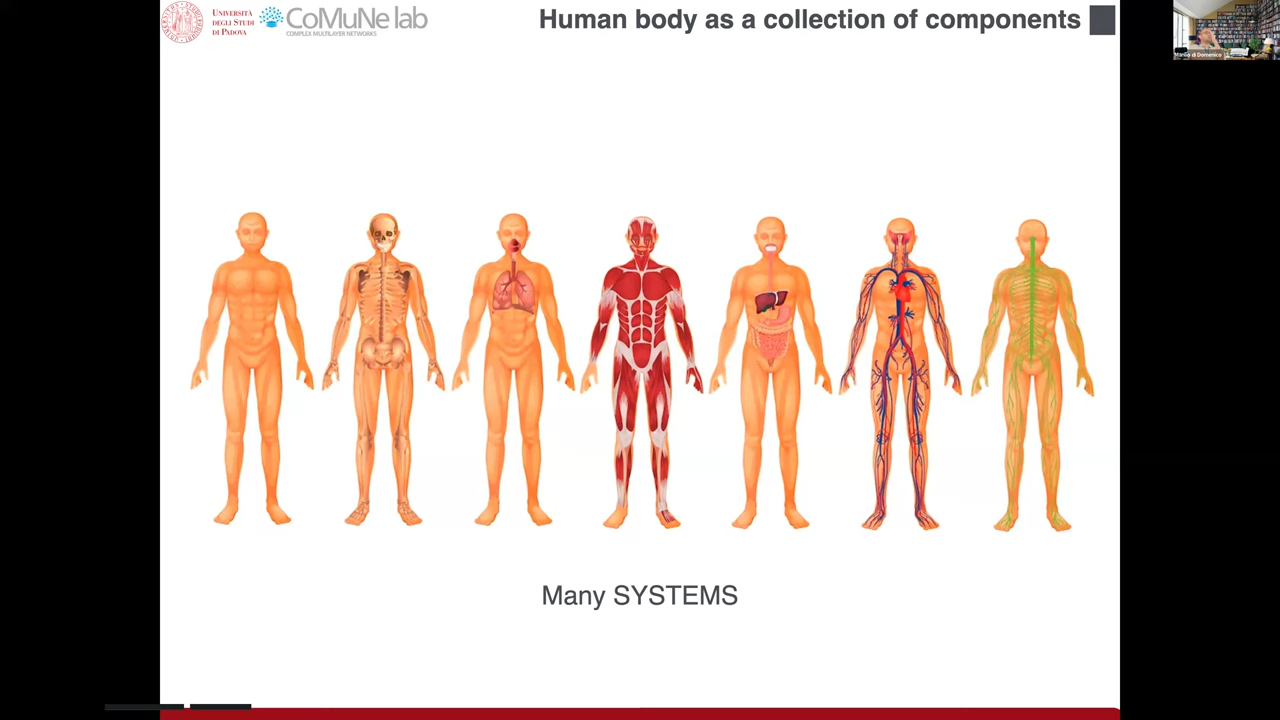 Università
degli Studi
di Padova
CoMuNe lab
COMPLEX MULTILAYER NETWORKS
Human body as a collection of components
Many SYSTEMS